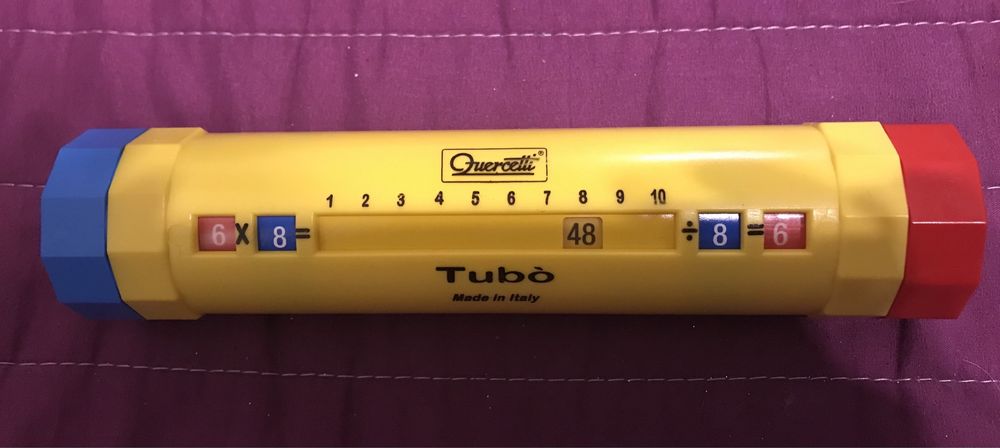 Quercetti®
1 2 3 4 5 6 7 8 9 10
6 x 8 = 48 ÷ 8 = 6
Tubò
Made in Italy